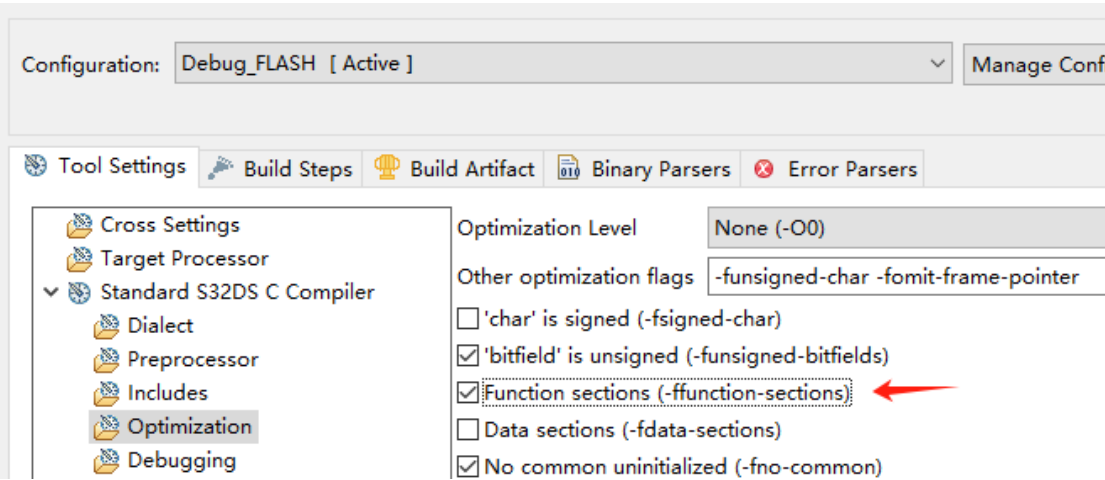 Configuration: Debug_FLASH [ Active ] Manage Conf
Tool Settings Build Steps Build Artifact Binary Parsers Error Parsers
Cross Settings
Target Processor
Standard S32DS C Compiler
Dialect
Preprocessor
Includes
Optimization
Debugging
Optimization Level None (-O0)
Other optimization flags -funsigned-char -fomit-frame-pointer
'char' is signed (-fsigned-char)
'bitfield' is unsigned (-funsigned-bitfields)
Function sections (-ffunction-sections)
Data sections (-fdata-sections)
No common uninitialized (-fno-common)